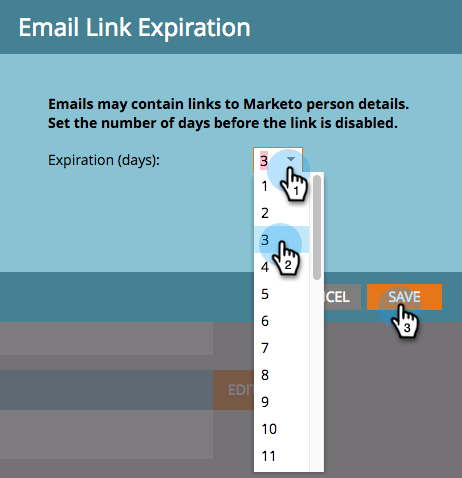 Email Link Expiration
Emails may contain links to Marketo person details.
Set the number of days before the link is disabled.
Expiration (days):
3
1
1
2
3
2
4
5
6
7
8
9
10
11
NCEL
SAVE
3
EDIT